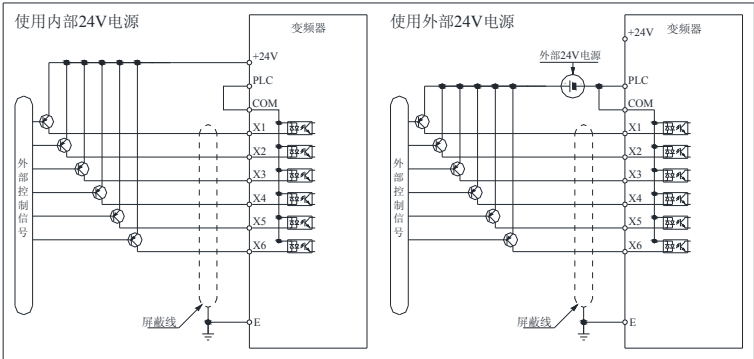 使用内部24V电源
变频器
+24V
PLC
COM
X1
X2
X3
X4
X5
X6
E
外部控制信号
屏蔽线
使用外部24V电源
变频器
+24V
外部24V电源
PLC
COM
X1
X2
X3
X4
X5
X6
E
外部控制信号
屏蔽线